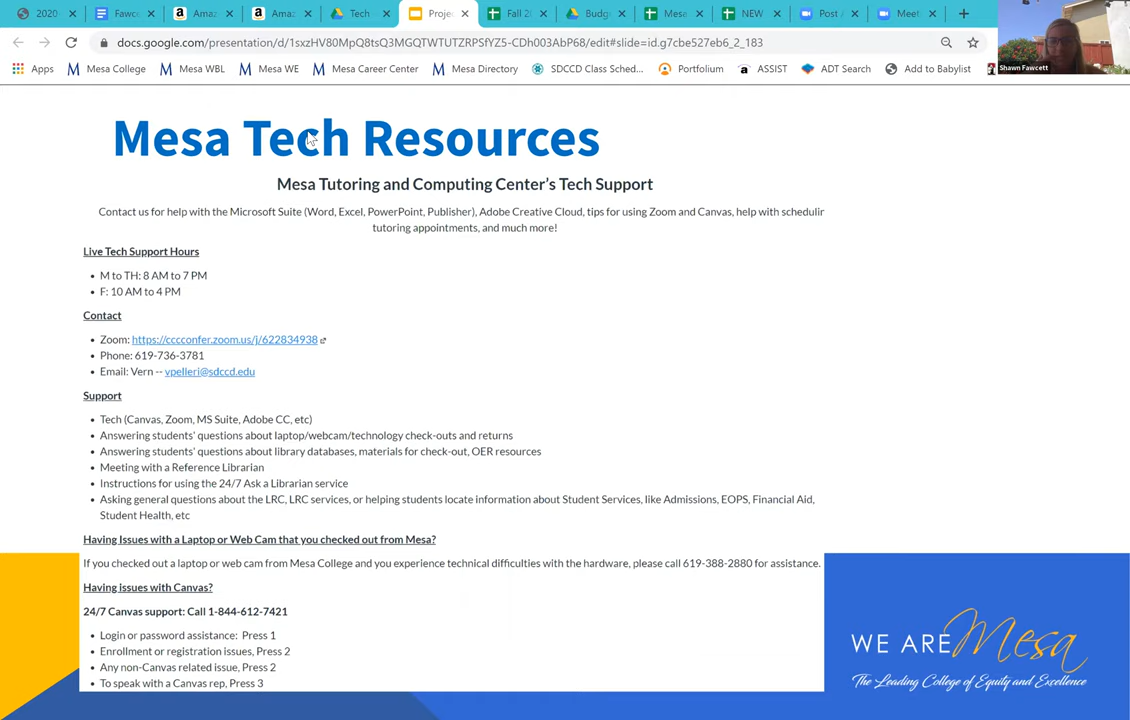 2020
Fawce
Amaz
Amaz
Tech
Projec
Fall 2
Budg
Mesa
NEW
Post A
Meet
docs.google.com/presentation/d/1sxzHV80MpQ8tsQ3MGQTWTUTZRPSfYZ5-CDh003AbP68/edit#slide=id.g7cbe527eb6_2_183
Apps
Mesa College
Mesa WBL
Mesa WE
Mesa Career Center
Mesa Directory
SDCCD Class Sched...
Portfolium
ASSIST
ADT Search
Add to Babylist
Shawn Fawcett
Mesa Tech Resources
Mesa Tutoring and Computing Center's Tech Support
Contact us for help with the Microsoft Suite (Word, Excel, PowerPoint, Publisher), Adobe Creative Cloud, tips for using Zoom and Canvas, help with schedulir
tutoring appointments, and much more!
Live Tech Support Hours
• M to TH: 8 AM to 7 PM
• F: 10 AM to 4 PM
Contact
• Zoom: https://cccconfer.zoom.us/j/622834938
• Phone: 619-736-3781
• Email: Vern -- vpelleri@sdccd.edu
Support
• Tech (Canvas, Zoom, MS Suite, Adobe CC, etc)
• Answering students' questions about laptop/webcam/technology check-outs and returns
• Answering students' questions about library databases, materials for check-out, OER resources
• Meeting with a Reference Librarian
• Instructions for using the 24/7 Ask a Librarian service
• Asking general questions about the LRC, LRC services, or helping students locate information about Student Services, like Admissions, EOPS, Financial Aid,
Student Health, etc
Having Issues with a Laptop or Web Cam that you checked out from Mesa?
If you checked out a laptop or web cam from Mesa College and you experience technical difficulties with the hardware, please call 619-388-2880 for assistance.
Having issues with Canvas?
24/7 Canvas support: Call 1-844-612-7421
• Login or password assistance: Press 1
• Enrollment or registration issues, Press 2
• Any non-Canvas related issue, Press 2
• To speak with a Canvas rep, Press 3
WE ARE Mesa
The Leading College of Equity and Excellence